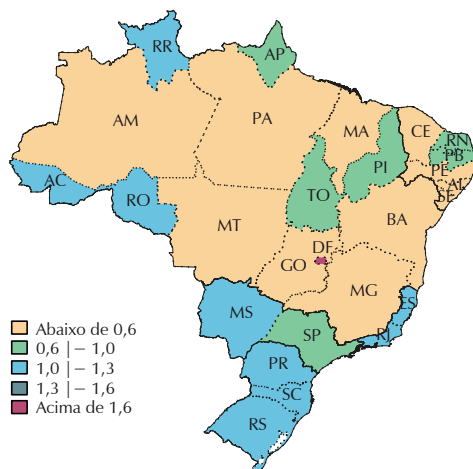 RR
AP
AM
PA
MA
CE
RN
PB
PE
AL
SE
PI
AC
TO
RO
BA
MT
DF
GO
MG
MS
ES
SP
RJ
PR
SC
RS
Abaixo de 0,6
0,6 |– 1,0
1,0 |– 1,3
1,3 |– 1,6
Acima de 1,6